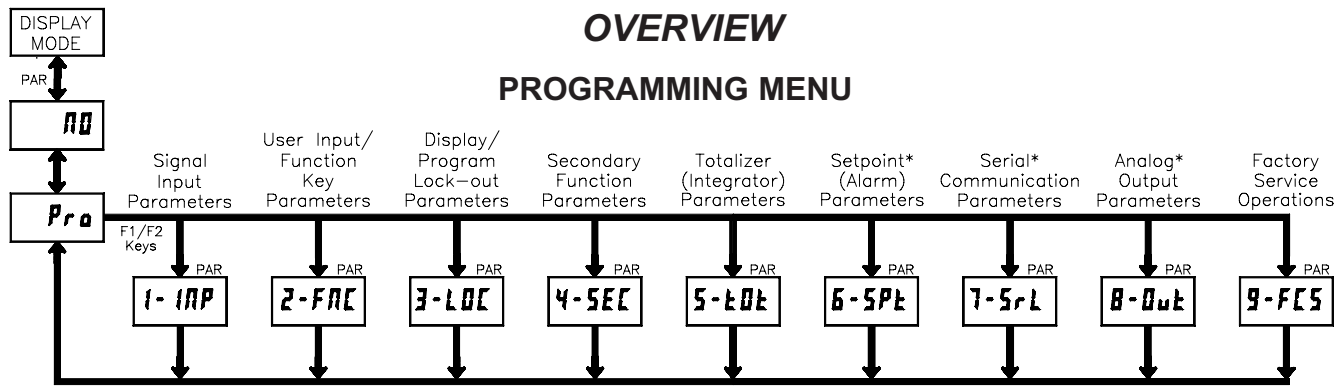 OVERVIEW
PROGRAMMING MENU
DISPLAY
MODE
PAR
NO
Pro
F1/F2
Keys
Signal
Input
Parameters
User Input/
Function
Key
Parameters
Display/
Program
Lock-out
Parameters
Secondary
Function
Parameters
Totalizer
(Integrator)
Parameters
Setpoint*
(Alarm)
Parameters
Serial*
Communication
Parameters
Analog*
Output
Parameters
Factory
Service
Operations
PAR
PAR
PAR
PAR
PAR
PAR
PAR
PAR
PAR
1-INP
2-FNC
3-LOC
4-SEC
5-tOt
6-SPt
7-SrL
8-Out
9-FCS